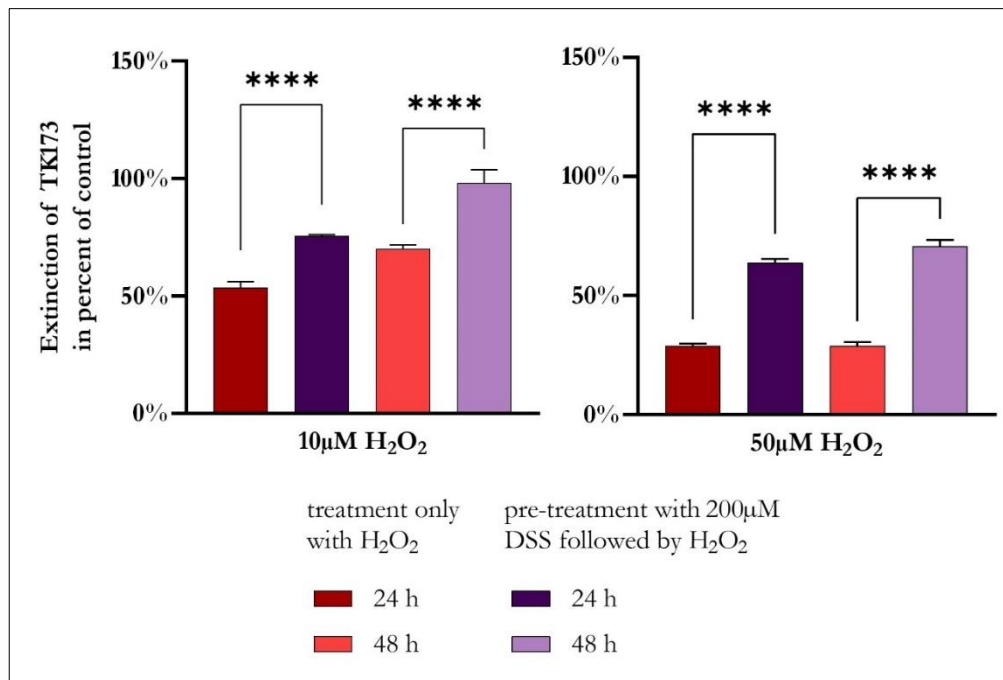 Extinction of TK173
in percent of control
150%
100%
50%
0%
****
****
10µM H₂O₂
150%
100%
50%
0%
****
****
50µM H₂O₂
treatment only
with H₂O₂
24 h
48 h
pre-treatment with 200µM
DSS followed by H₂O₂
24 h
48 h